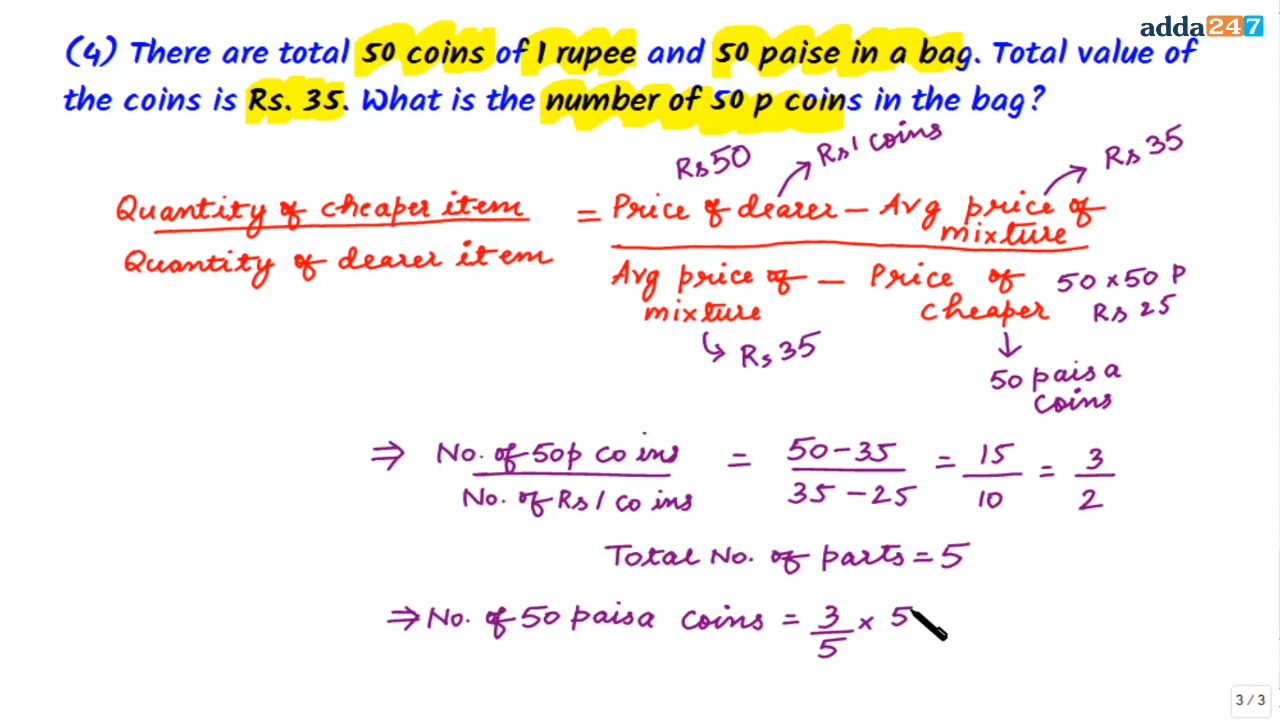 adda247
(4) There are total 50 coins of 1 rupee and 50 paise in a bag. Total value of
the coins is Rs. 35. What is the number of 50 p coins in the bag?
Rs 50
Rs 1 coins
Rs 35
Quantity of cheaper item = Price of dearer - Avg price of mixture
Quantity of dearer item
Avg price of mixture - Price of cheaper
50 × 50 P
Rs 25
↳ Rs 35
↓
50 paisa
coins
⇒ No. of 50p coins = 50 - 35 = 15 = 3
No. of Rs 1 coins 35 - 25 10 2
Total No. of parts = 5
⇒ No. of 50 paisa coins = 3/5 × 5
3/3